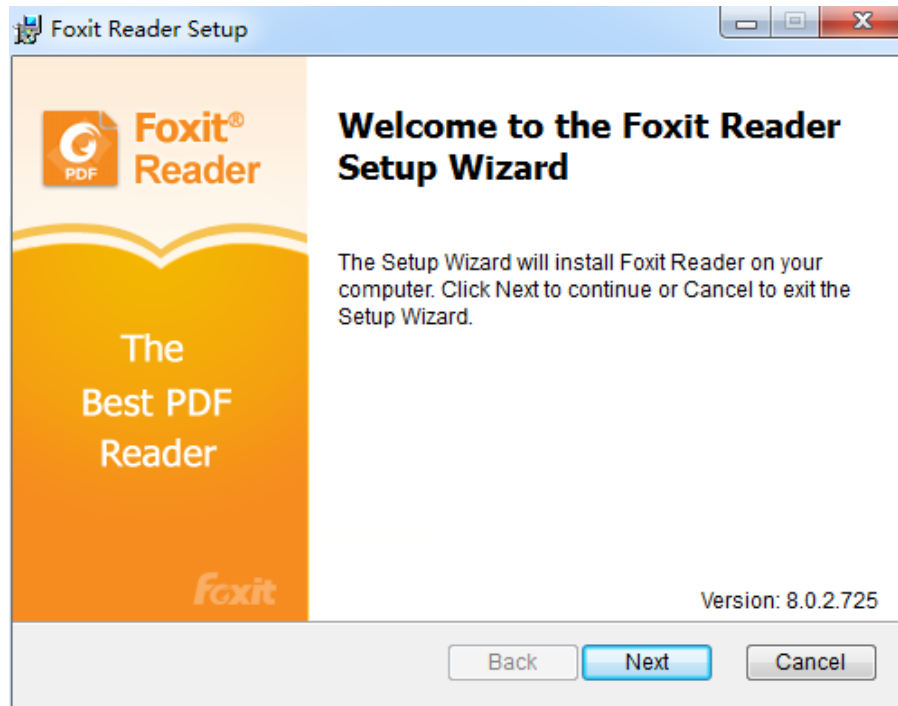 Foxit Reader Setup
Foxit®
Reader
PDF
Welcome to the Foxit Reader
Setup Wizard
The Setup Wizard will install Foxit Reader on your
computer. Click Next to continue or Cancel to exit the
Setup Wizard.
The
Best PDF
Reader
Foxit
Version: 8.0.2.725
Back
Next
Cancel